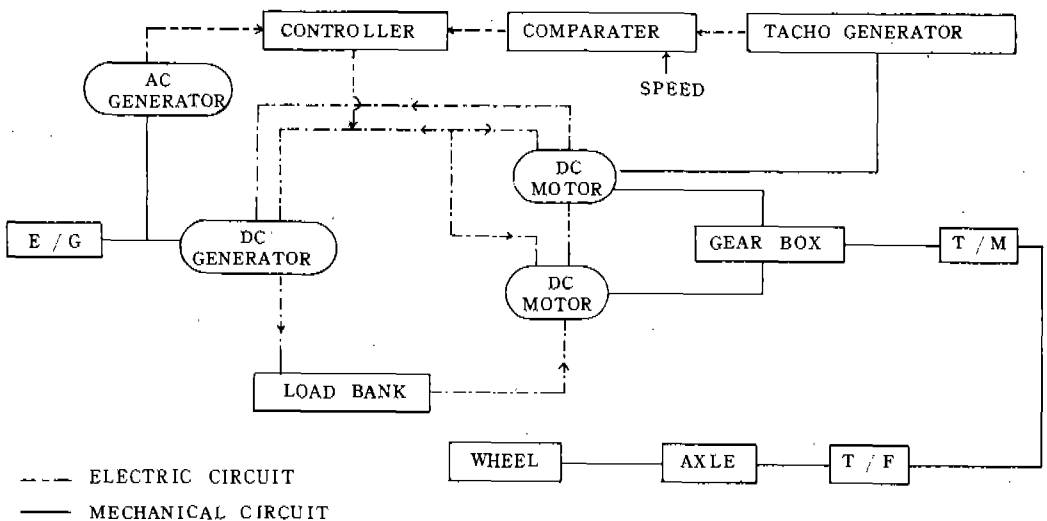 CONTROLLER
COMPARATER
TACHO GENERATOR
AC
GENERATOR
SPEED
DC
MOTOR
E / G
DC
GENERATOR
GEAR BOX
T / M
DC
MOTOR
LOAD BANK
WHEEL
AXLE
T / F
ELECTRIC CIRCUIT
MECHANICAL CIRCUIT